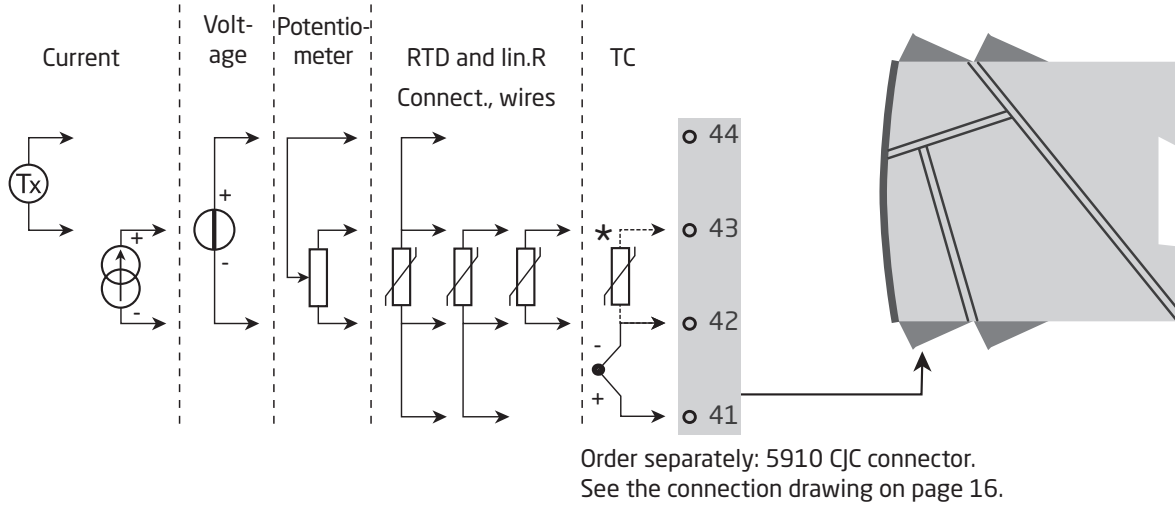 Current
Volt-
age
Potentio-
meter
RTD and lin.R
Connect., wires
TC
Tx
+
-
+
-
*
-
+
44
43
42
41
Order separately: 5910 CJC connector.
See the connection drawing on page 16.